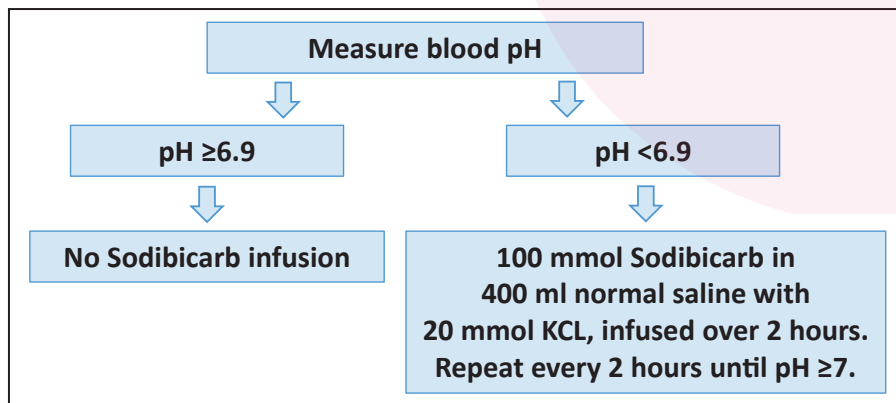 Measure blood pH
pH ≥6.9
pH <6.9
No Sodibicarb infusion
100 mmol Sodibicarb in
400 ml normal saline with
20 mmol KCL, infused over 2 hours.
Repeat every 2 hours until pH ≥7.